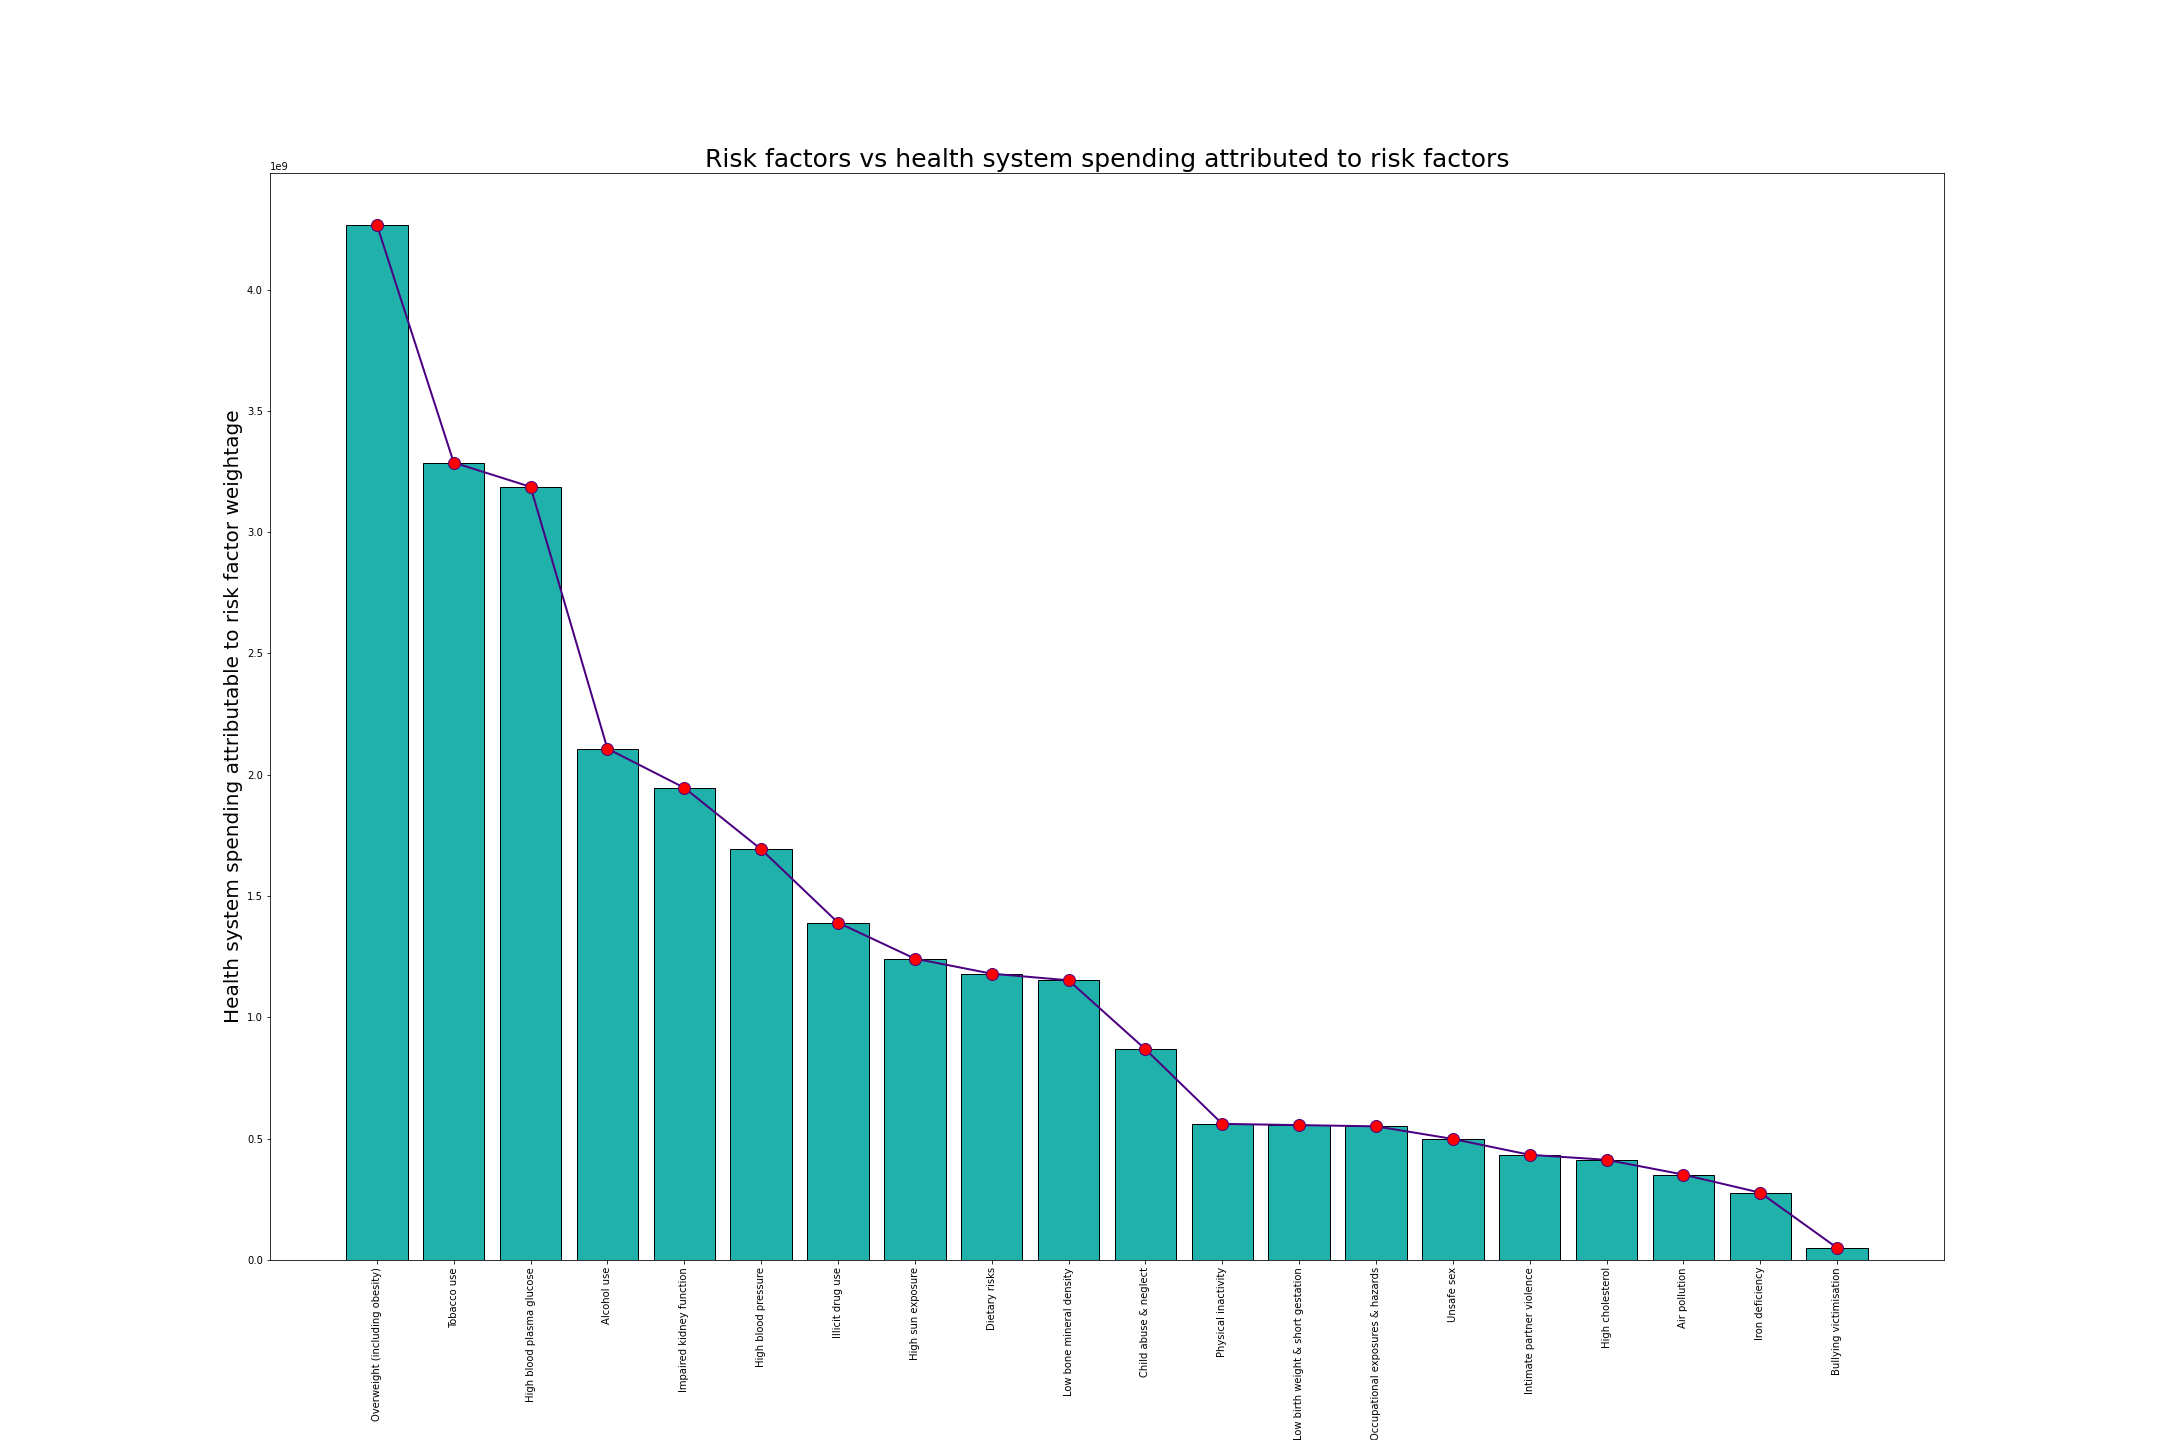 Risk factors vs health system spending attributed to risk factors
1e9
4.0
3.5
3.0
2.5
2.0
1.5
1.0
0.5
0.0
Health system spending attributable to risk factor weightage
Overweight (including obesity)
Tobacco use
High blood plasma glucose
Alcohol use
Impaired kidney function
High blood pressure
Illicit drug use
High sun exposure
Dietary risks
Low bone mineral density
Child abuse & neglect
Physical inactivity
Low birth weight & short gestation
Occupational exposures & hazards
Unsafe sex
Intimate partner violence
High cholesterol
Air pollution
Iron deficiency
Bullying victimisation